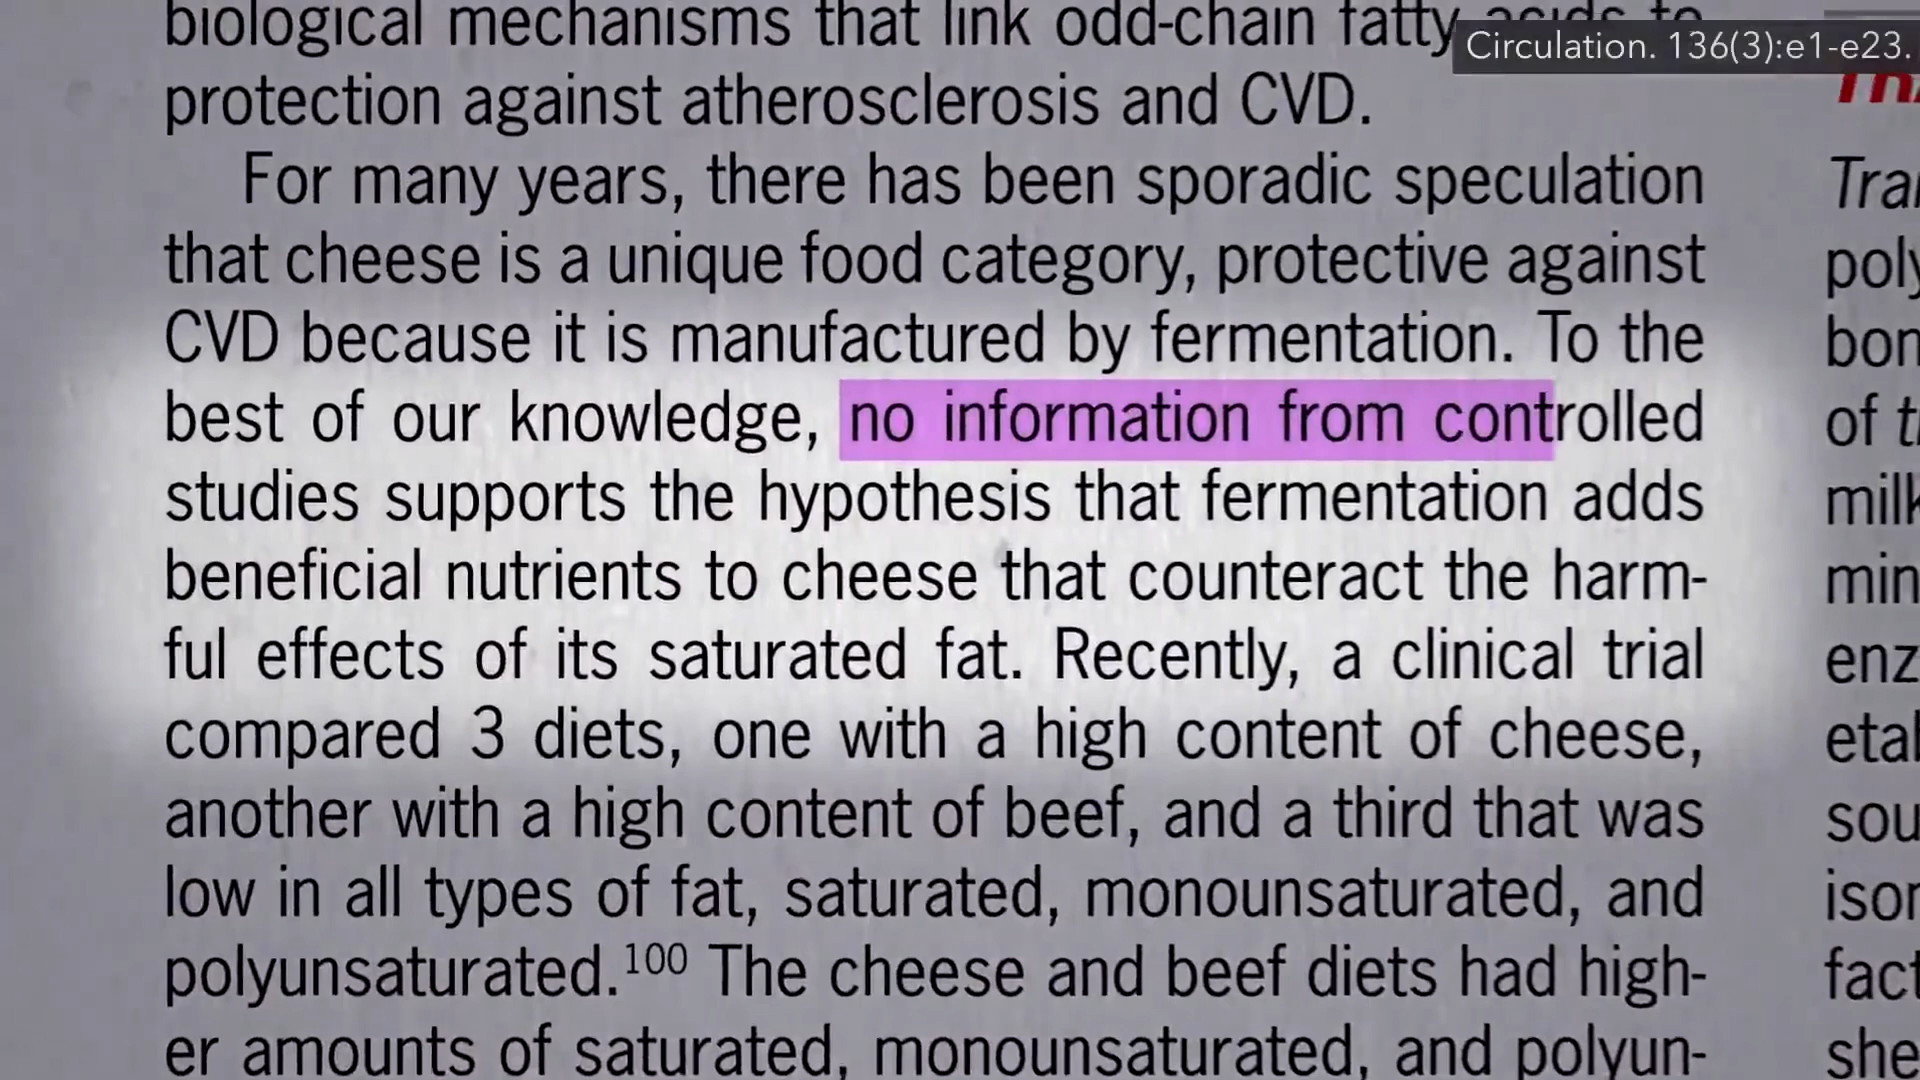 biological mechanisms that link odd-chain fatty acids to
Circulation. 136(3):e1-e23.
protection against atherosclerosis and CVD.
For many years, there has been sporadic speculation
that cheese is a unique food category, protective against
CVD because it is manufactured by fermentation. To the
best of our knowledge, no information from controlled
studies supports the hypothesis that fermentation adds
beneficial nutrients to cheese that counteract the harm-
ful effects of its saturated fat. Recently, a clinical trial
compared 3 diets, one with a high content of cheese,
another with a high content of beef, and a third that was
low in all types of fat, saturated, monounsaturated, and
polyunsaturated.100 The cheese and beef diets had high-
er amounts of saturated, monounsaturated, and polyun-
Tra
poly
bon
of t
milk
min
enz
etal
sou
ison
fact
she